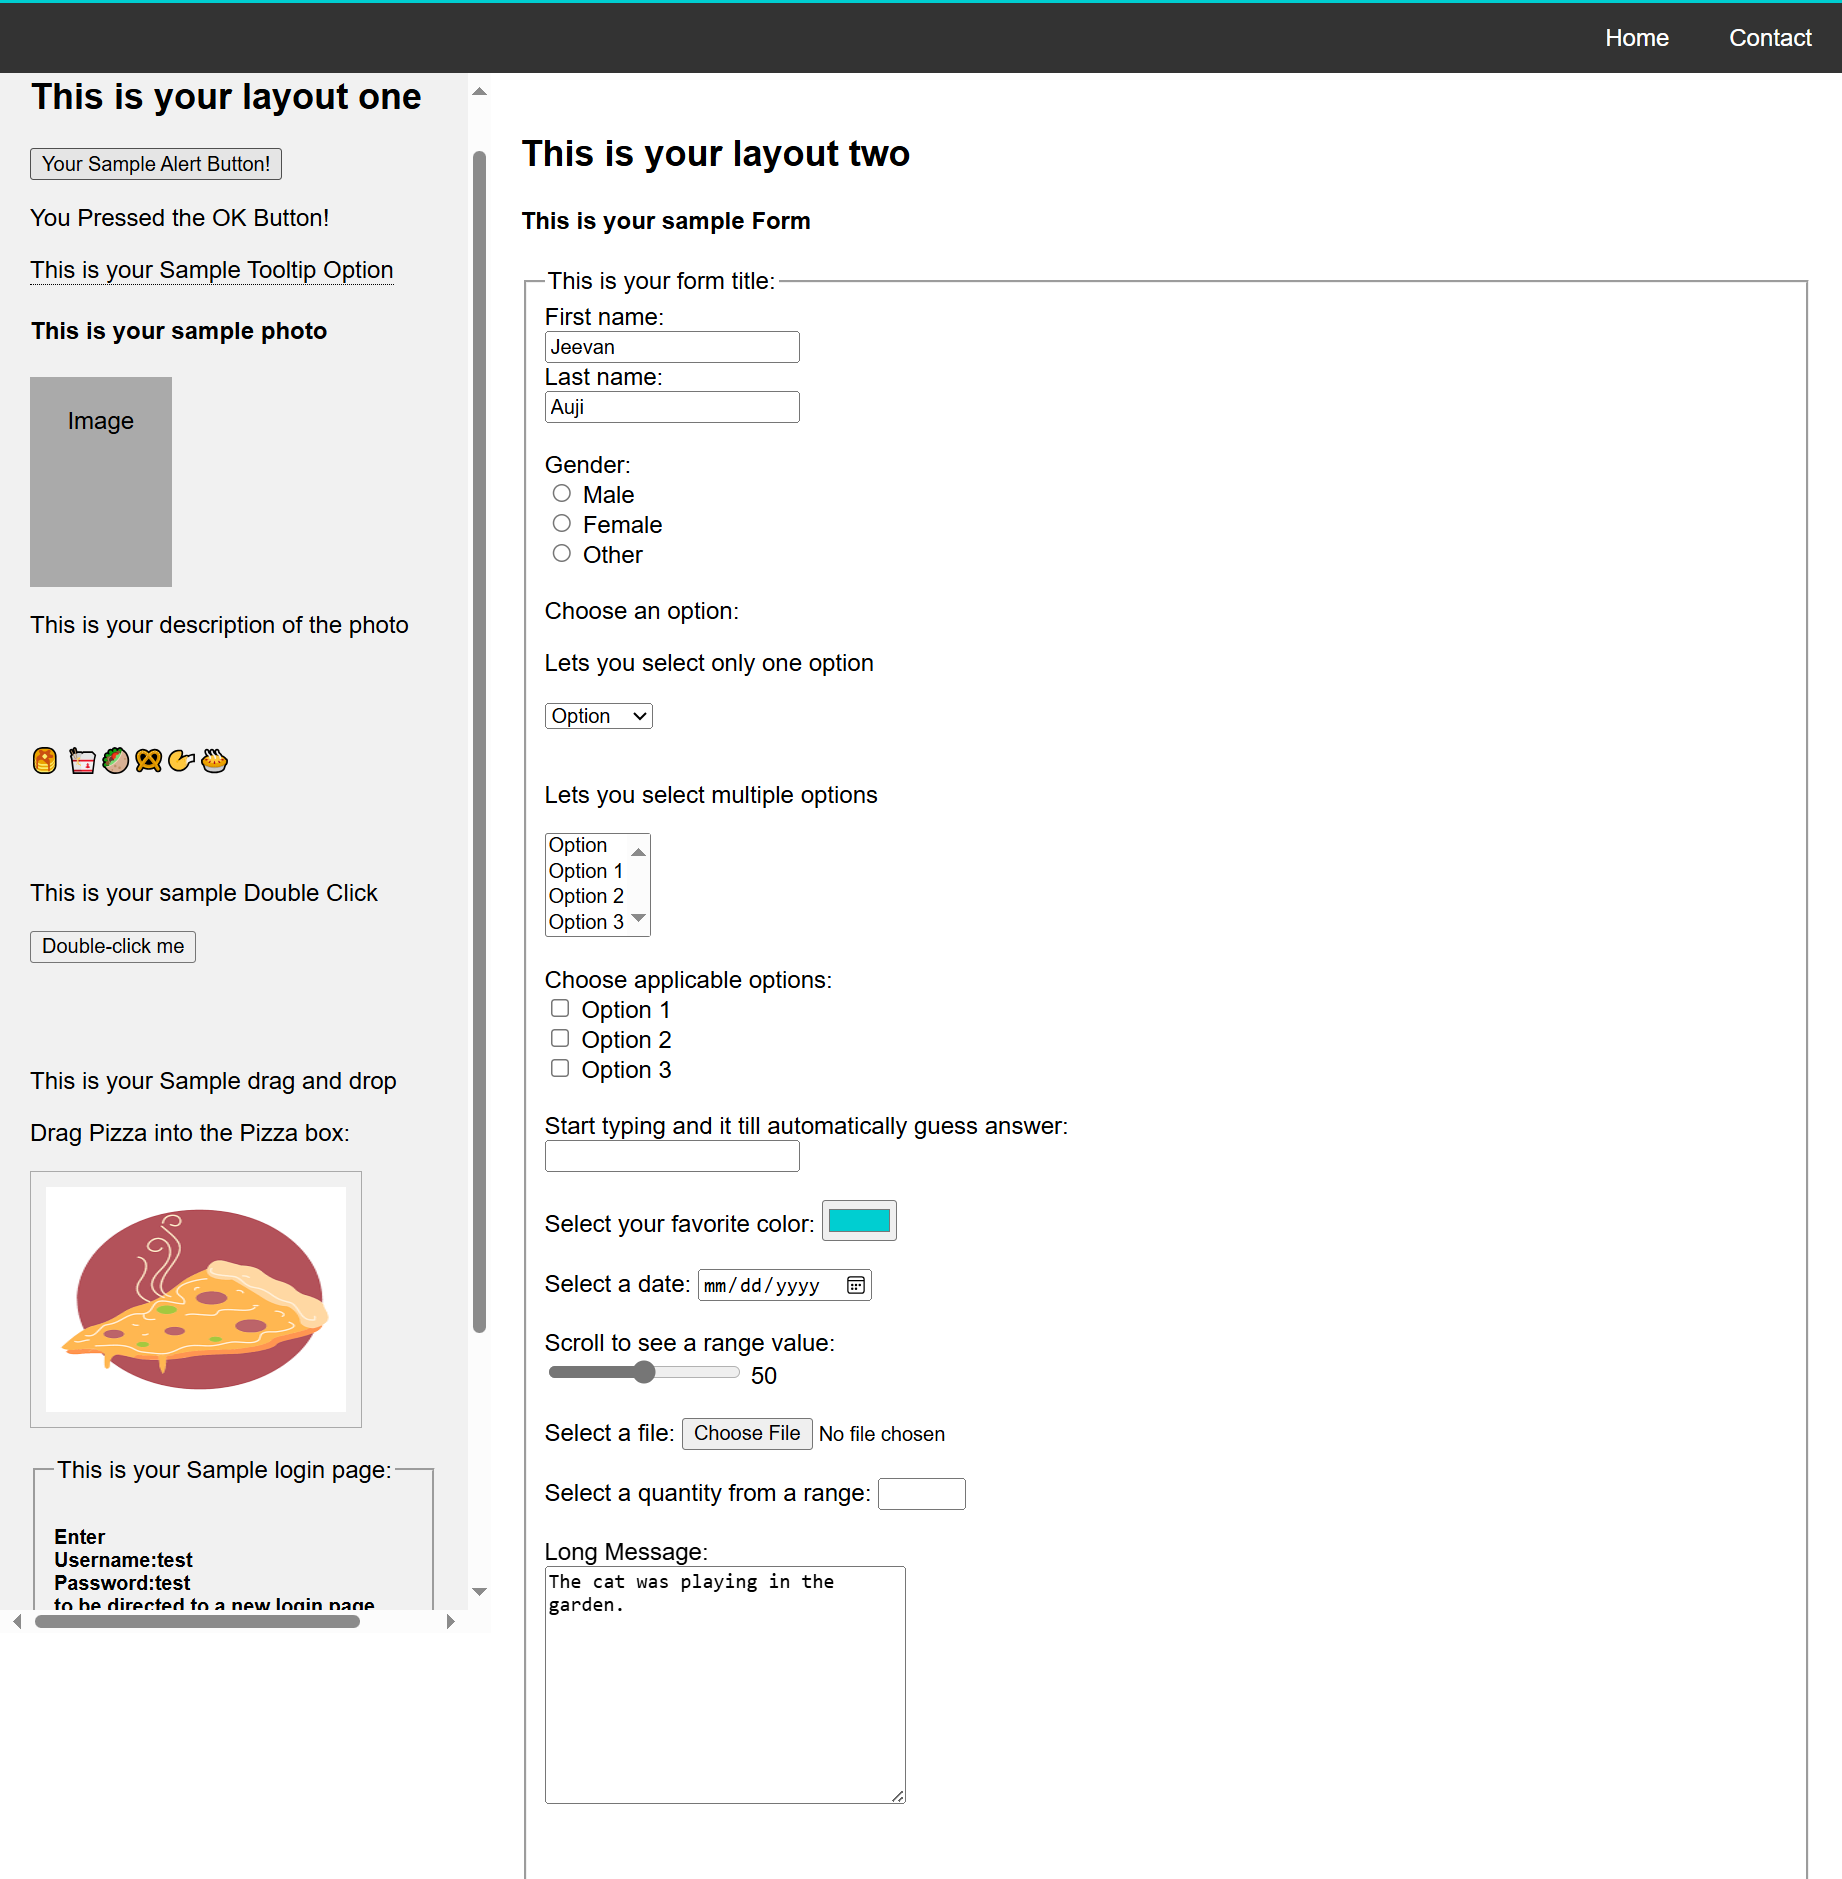 Home Contact
This is your layout one
Your Sample Alert Button!
You Pressed the OK Button!
This is your Sample Tooltip Option
This is your sample photo
Image
This is your description of the photo
This is your sample Double Click
Double-click me
This is your Sample drag and drop
Drag Pizza into the Pizza box:
This is your Sample login page:
Enter
Username:test
Password:test
to be directed to a new login page
This is your layout two
This is your sample Form
This is your form title:
First name:
Jeevan
Last name:
Auji
Gender:
Male
Female
Other
Choose an option:
Lets you select only one option
Option
Lets you select multiple options
Option
Option 1
Option 2
Option 3
Choose applicable options:
Option 1
Option 2
Option 3
Start typing and it till automatically guess answer:
Select your favorite color:
Select a date: mm/dd/yyyy
Scroll to see a range value:
50
Select a file: Choose File No file chosen
Select a quantity from a range:
Long Message:
The cat was playing in the
garden.